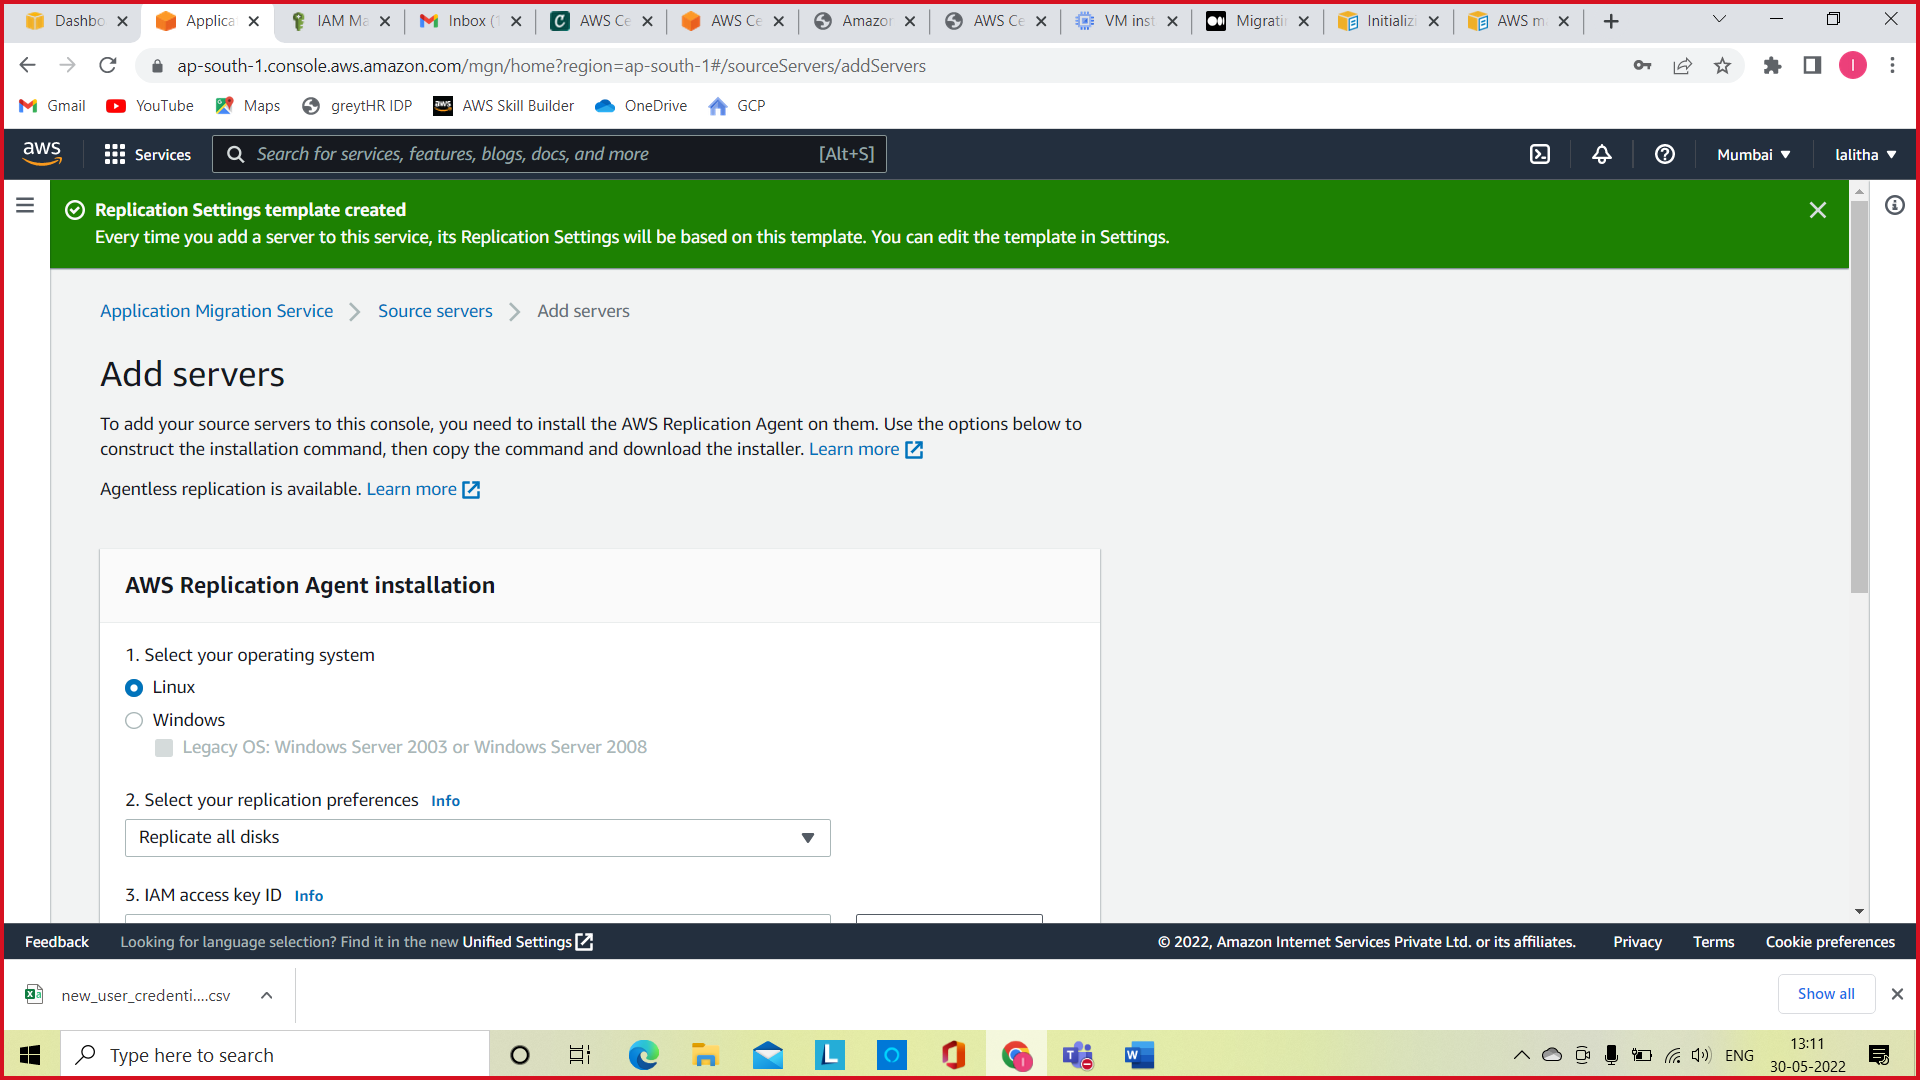 Dashbo
Applica
IAM Ma
Inbox (1
AWS Ce
AWS Ce
Amazon
AWS Ce
VM inst
Migratin
Initializi
AWS m
ap-south-1.console.aws.amazon.com/mgn/home?region=ap-south-1#/sourceServers/addServers
Gmail YouTube Maps greytHR IDP AWS Skill Builder OneDrive GCP
aws Services Search for services, features, blogs, docs, and more [Alt+S] Mumbai lalitha
Replication Settings template created
Every time you add a server to this service, its Replication Settings will be based on this template. You can edit the template in Settings.
Application Migration Service Source servers Add servers
Add servers
To add your source servers to this console, you need to install the AWS Replication Agent on them. Use the options below to
construct the installation command, then copy the command and download the installer. Learn more
Agentless replication is available. Learn more
AWS Replication Agent installation
1. Select your operating system
Linux
Windows
Legacy OS: Windows Server 2003 or Windows Server 2008
2. Select your replication preferences Info
Replicate all disks
3. IAM access key ID Info
Feedback Looking for language selection? Find it in the new Unified Settings © 2022, Amazon Internet Services Private Ltd. or its affiliates. Privacy Terms Cookie preferences
new_user_credenti....csv Show all
Type here to search ENG 13:11
30-05-2022